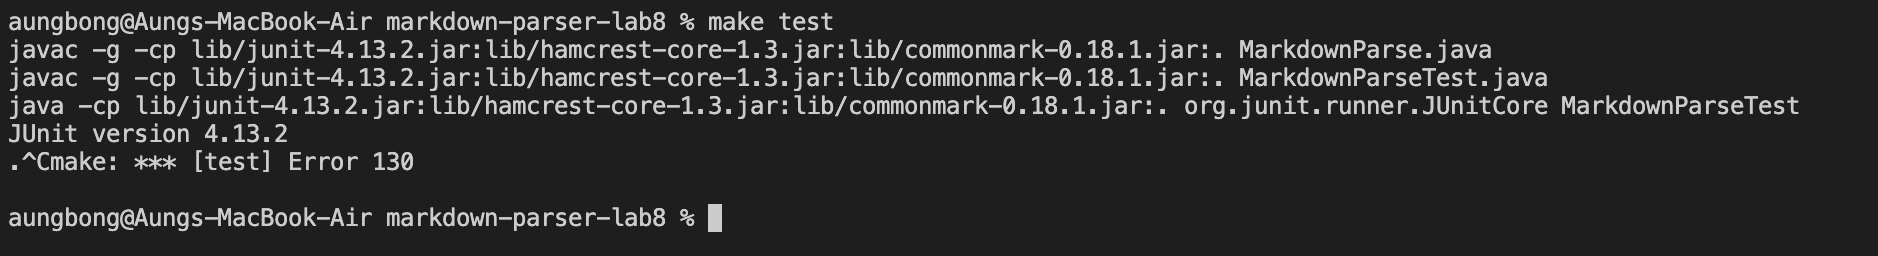 aungbong@Aungs-MacBook-Air markdown-parser-lab8 % make test
javac -g -cp lib/junit-4.13.2.jar:lib/hamcrest-core-1.3.jar:lib/commonmark-0.18.1.jar:. MarkdownParse.java
javac -g -cp lib/junit-4.13.2.jar:lib/hamcrest-core-1.3.jar:lib/commonmark-0.18.1.jar:. MarkdownParseTest.java
java -cp lib/junit-4.13.2.jar:lib/hamcrest-core-1.3.jar:lib/commonmark-0.18.1.jar:. org.junit.runner.JUnitCore MarkdownParseTest
JUnit version 4.13.2
.^Cmake: *** [test] Error 130
aungbong@Aungs-MacBook-Air markdown-parser-lab8 %